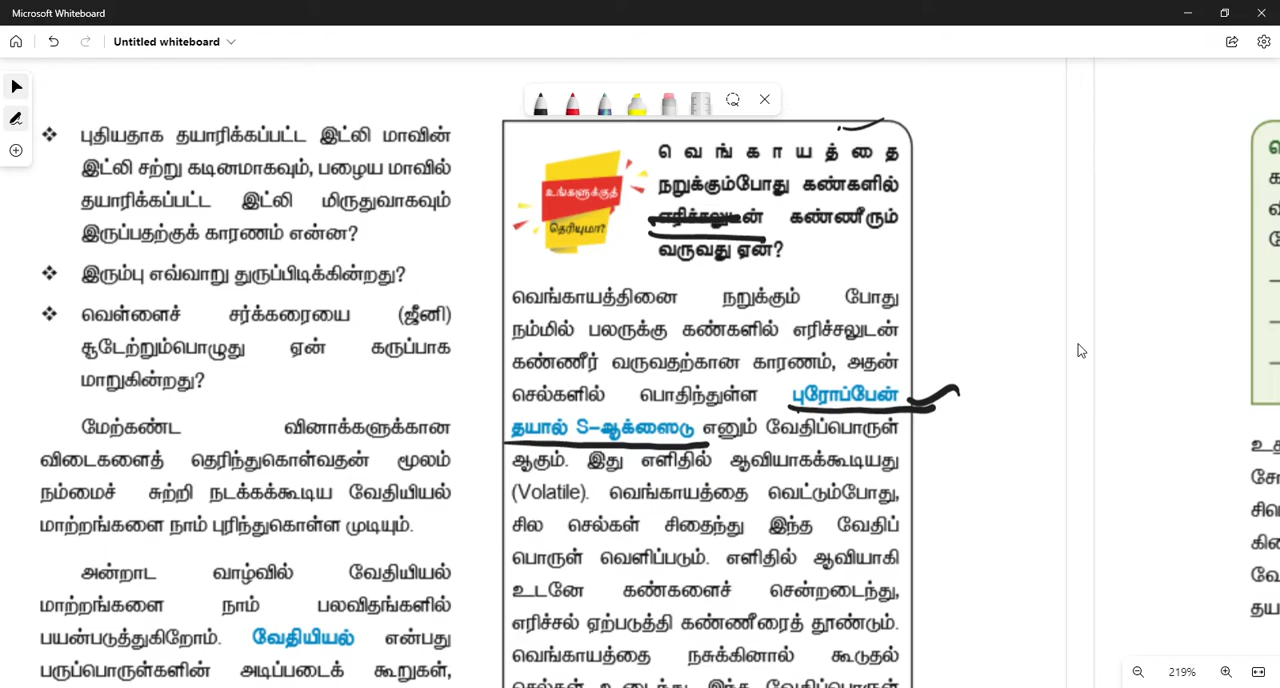 Microsoft Whiteboard
Untitled whiteboard
❖ புதியதாக தயாரிக்கப்பட்ட இட்லி மாவின்
இட்லி சற்று கடினமாகவும், பழைய மாவில்
தயாரிக்கப்பட்ட இட்லி மிருதுவாகவும்
இருப்பதற்குக் காரணம் என்ன?
❖ இரும்பு எவ்வாறு துருப்பிடிக்கின்றது?
❖ வெள்ளைச் சர்க்கரையை (ஜீனி)
சூடேற்றும்பொழுது ஏன் கருப்பாக
மாறுகின்றது?
மேற்கண்ட வினாக்களுக்கான
விடைகளைத் தெரிந்துகொள்வதன் மூலம்
நம்மைச் சுற்றி நடக்கக்கூடிய வேதியியல்
மாற்றங்களை நாம் புரிந்துகொள்ள முடியும்.
அன்றாட வாழ்வில் வேதியியல்
மாற்றங்களை நாம் பலவிதங்களில்
பயன்படுத்துகிறோம். வேதியியல் என்பது
பருப்பொருள்களின் அடிப்படைக் கூறுகள்,
உங்களுக்குத்
தெரியுமா?
வெங்காயத்தை
நறுக்கும்போது கண்களில்
எரிச்சலுடன் கண்ணீரும்
வருவது ஏன்?
வெங்காயத்தினை நறுக்கும் போது
நம்மில் பலருக்கு கண்களில் எரிச்சலுடன்
கண்ணீர் வருவதற்கான காரணம், அதன்
செல்களில் பொதிந்துள்ள புரோப்பேன்
தயால் S-ஆக்ஸைடு எனும் வேதிப்பொருள்
ஆகும். இது எளிதில் ஆவியாகக்கூடியது
(Volatile). வெங்காயத்தை வெட்டும்போது,
சில செல்கள் சிதைந்து இந்த வேதிப்
பொருள் வெளிப்படும். எளிதில் ஆவியாகி
உடனே கண்களைச் சென்றடைந்து,
எரிச்சல் ஏற்படுத்தி கண்ணீரைத் தூண்டும்.
வெங்காயத்தை நசுக்கினால் கூடுதல்
219%